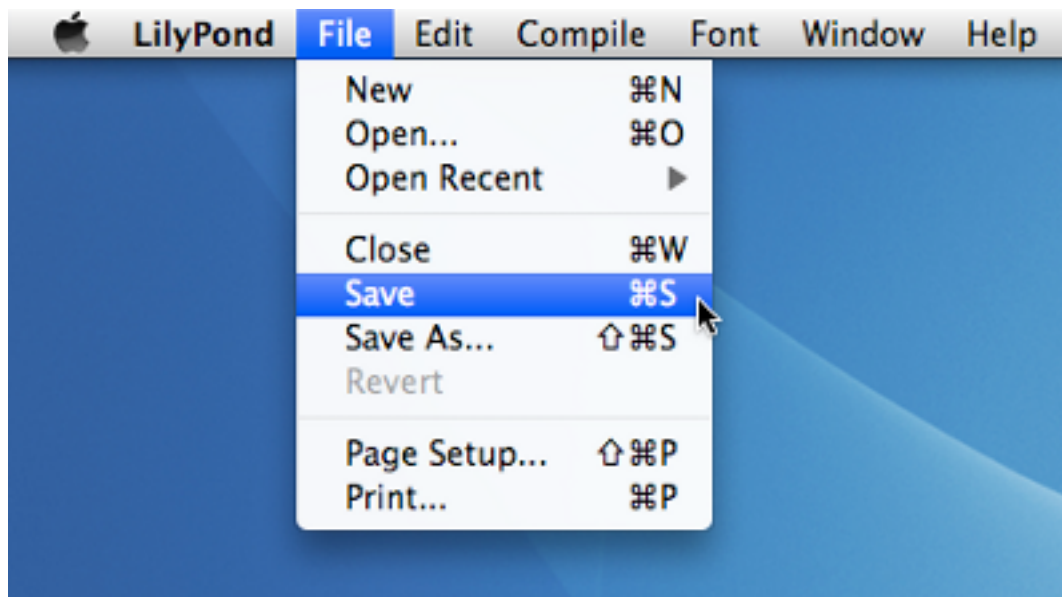 LilyPond File Edit Compile Font Window Help
New ⌘N
Open... ⌘O
Open Recent ▶
Close ⌘W
Save ⌘S
Save As... ⇧⌘S
Revert
Page Setup... ⇧⌘P
Print... ⌘P